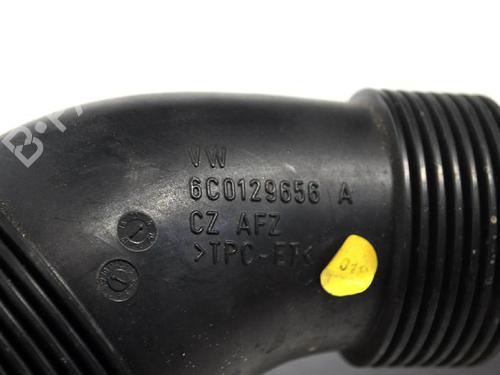 VW
6C0129656 A
CZ AFZ
>TPC-ET<